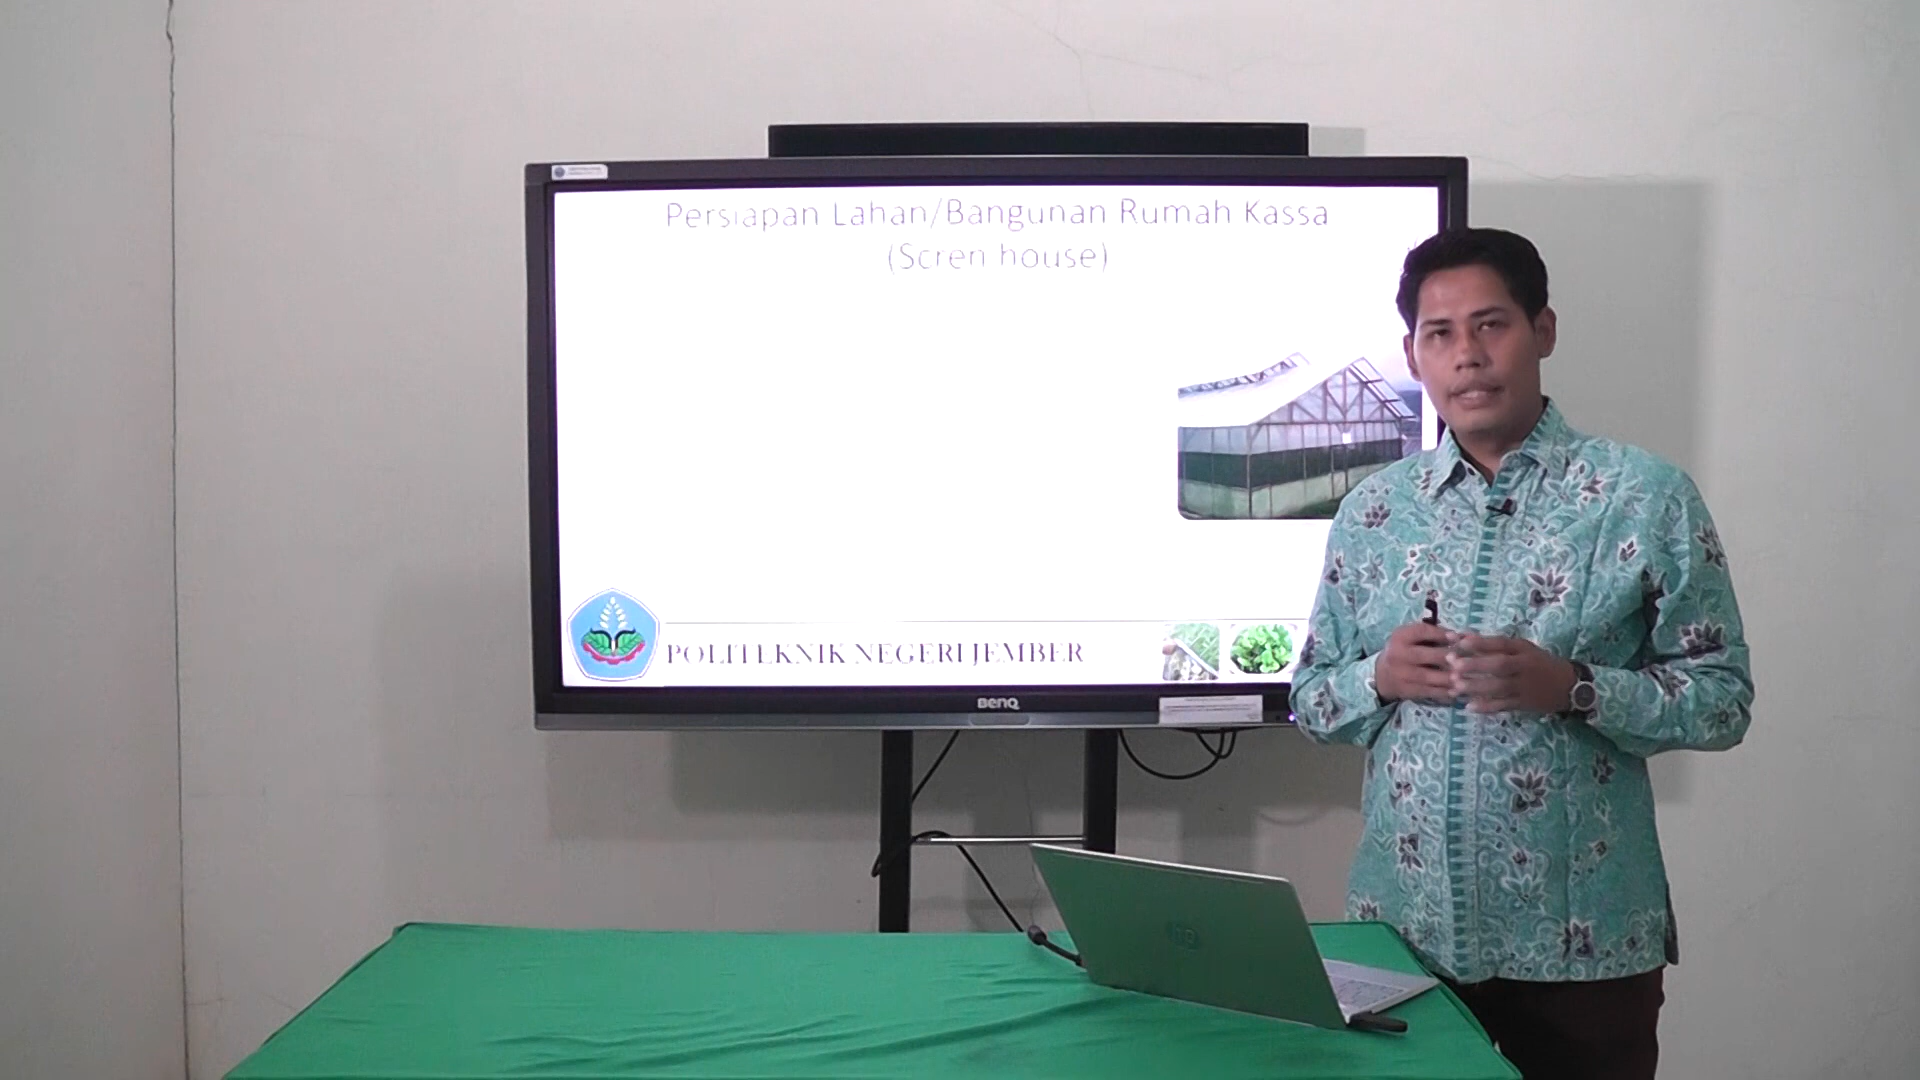 Persiapan Lahan/Bangunan Rumah Kassa
(Scren house)
POLITEKNIK NEGERI JEMBER
BenQ